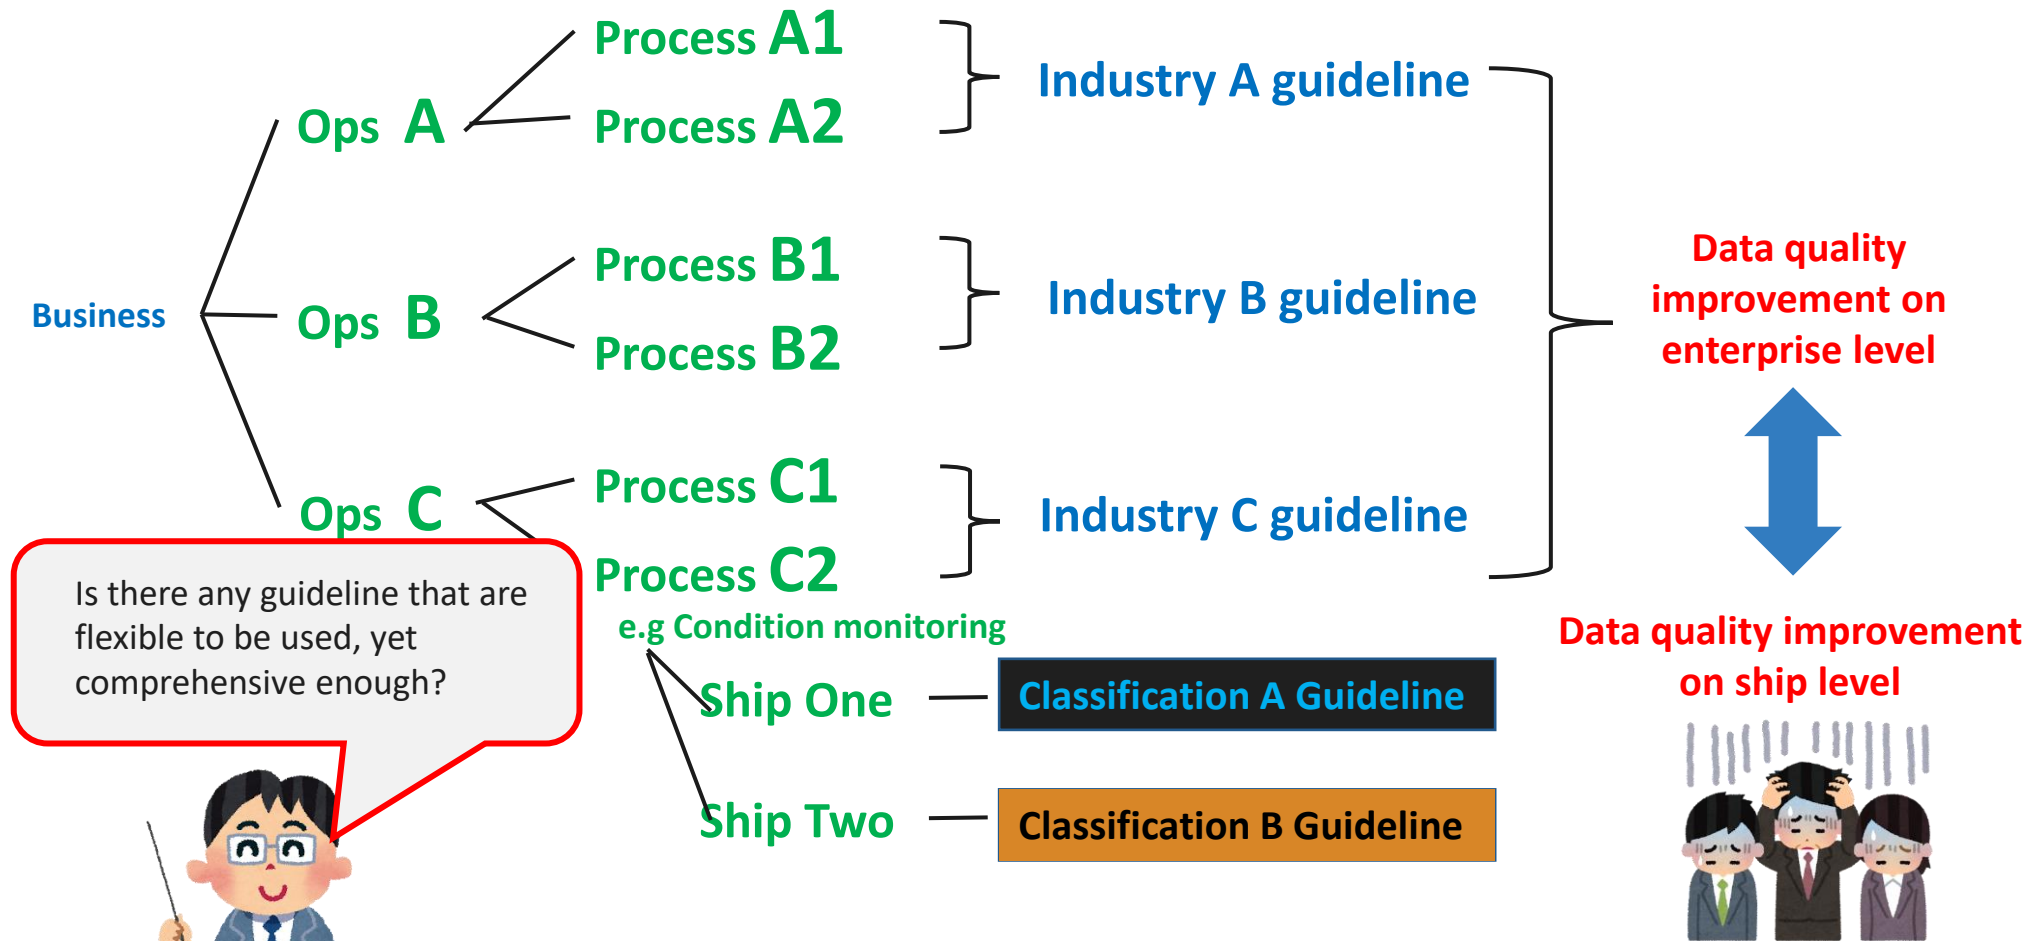 Process A1
Industry A guideline
Ops A
Process A2
Process B1
Data quality
improvement on
enterprise level
Business
Ops B
Industry B guideline
Process B2
Process C1
Ops C
Industry C guideline
Process C2
Is there any guideline that are
flexible to be used, yet
comprehensive enough?
e.g Condition monitoring
Data quality improvement
on ship level
Ship One
Classification A Guideline
Ship Two
Classification B Guideline